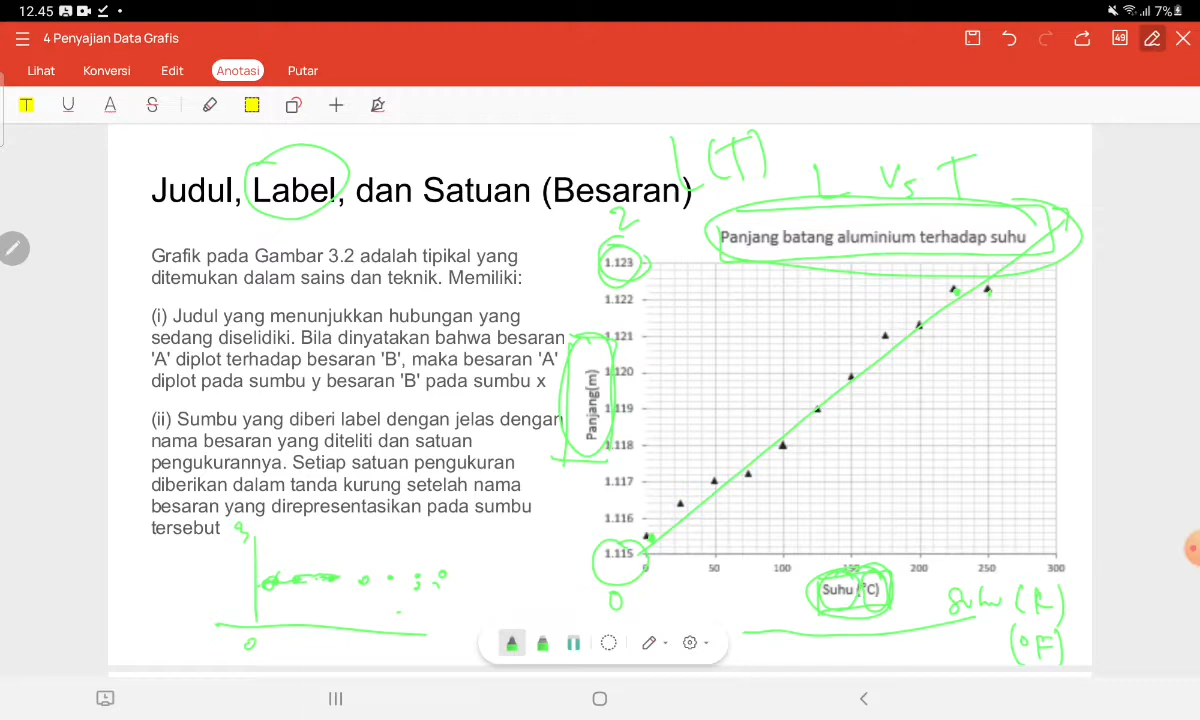 12.45
7%
4 Penyajian Data Grafis
49
Lihat
Konversi
Edit
Anotasi
Putar
T
U
A
S
L(T)
L vs T
Judul, Label, dan Satuan (Besaran)
Grafik pada Gambar 3.2 adalah tipikal yang
ditemukan dalam sains dan teknik. Memiliki:
(i) Judul yang menunjukkan hubungan yang
sedang diselidiki. Bila dinyatakan bahwa besaran
'A' diplot terhadap besaran 'B', maka besaran 'A'
diplot pada sumbu y besaran 'B' pada sumbu x
(ii) Sumbu yang diberi label dengan jelas dengan
nama besaran yang diteliti dan satuan
pengukurannya. Setiap satuan pengukuran
diberikan dalam tanda kurung setelah nama
besaran yang direpresentasikan pada sumbu
tersebut
0
2
Panjang batang aluminium terhadap suhu
1.123
1.122
1.121
1.120
1.119
1.118
1.117
1.116
1.115
Panjang(m)
0
50
100
150
200
250
300
Suhu (°C)
0
Suhu (K)
(°F)